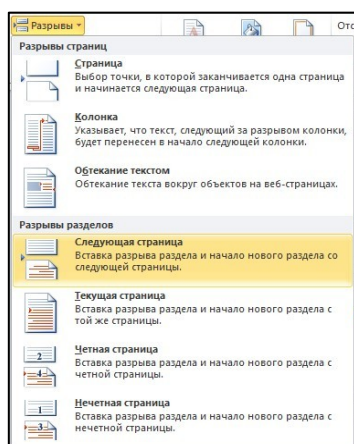 Разрывы
Отс
Разрывы страниц
Страница
Выбор точки, в которой заканчивается одна страница
и начинается следующая страница.
Колонка
Указывает, что текст, следующий за разрывом колонки,
будет перенесен в начало следующей колонки.
Обтекание текстом
Обтекание текста вокруг объектов на веб-страницах.
Разрывы разделов
Следующая страница
Вставка разрыва раздела и начало нового раздела со
следующей страницы.
Текущая страница
Вставка разрыва раздела и начало нового раздела с
той же страницы.
2
4
Четная страница
Вставка разрыва раздела и начало нового раздела с
четной страницы.
1
3
Нечетная страница
Вставка разрыва раздела и начало нового раздела с
нечетной страницы.